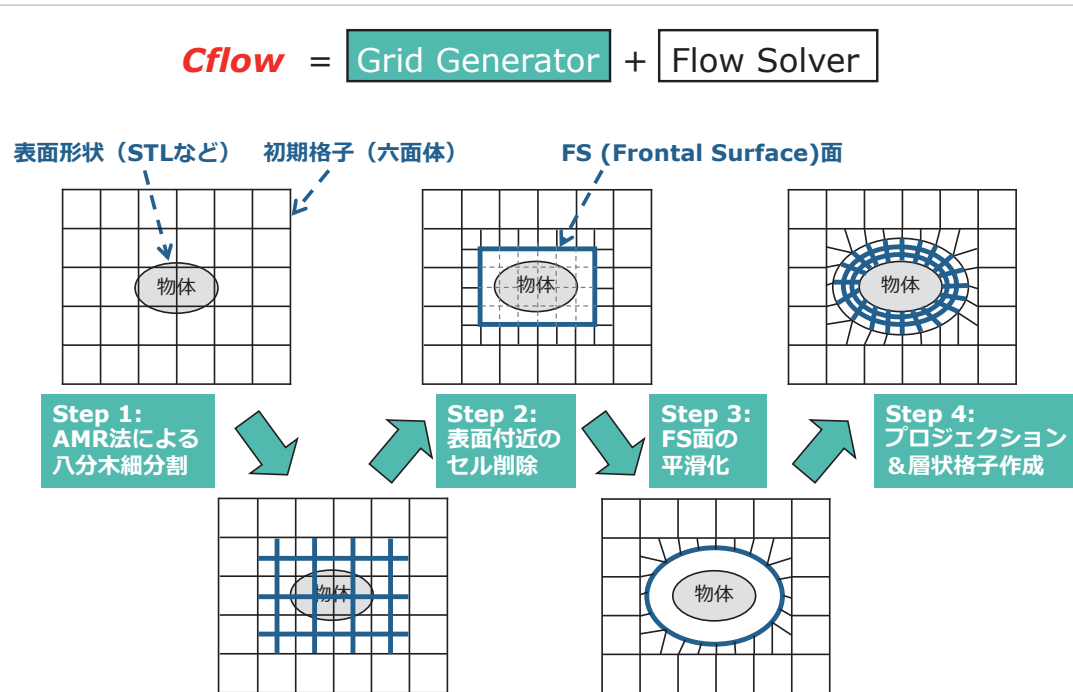 Cflow = Grid Generator + Flow Solver
表面形状（STLなど） 初期格子（六面体） FS (Frontal Surface)面
物体
物体
物体
Step 1:
AMR法による
八分木細分割
Step 2:
表面付近の
セル削除
Step 3:
FS面の
平滑化
Step 4:
プロジェクション
＆層状格子作成
物体
物体